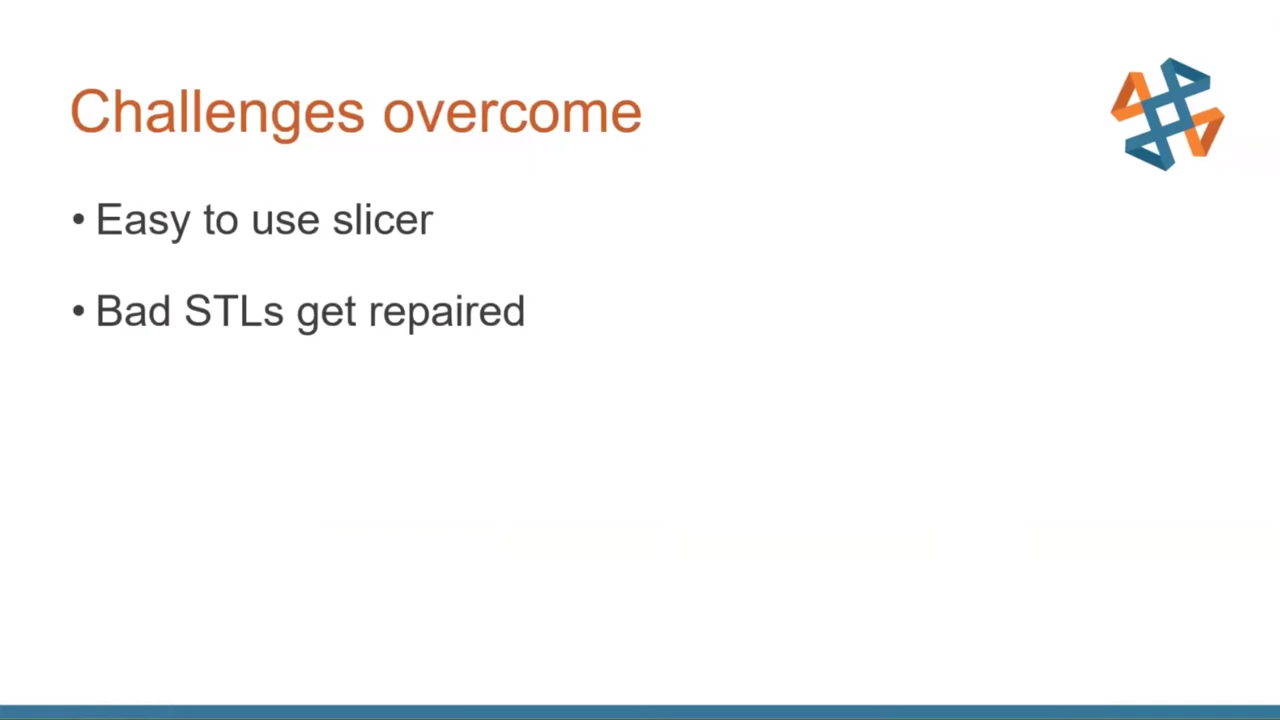 Challenges overcome
• Easy to use slicer
• Bad STLs get repaired